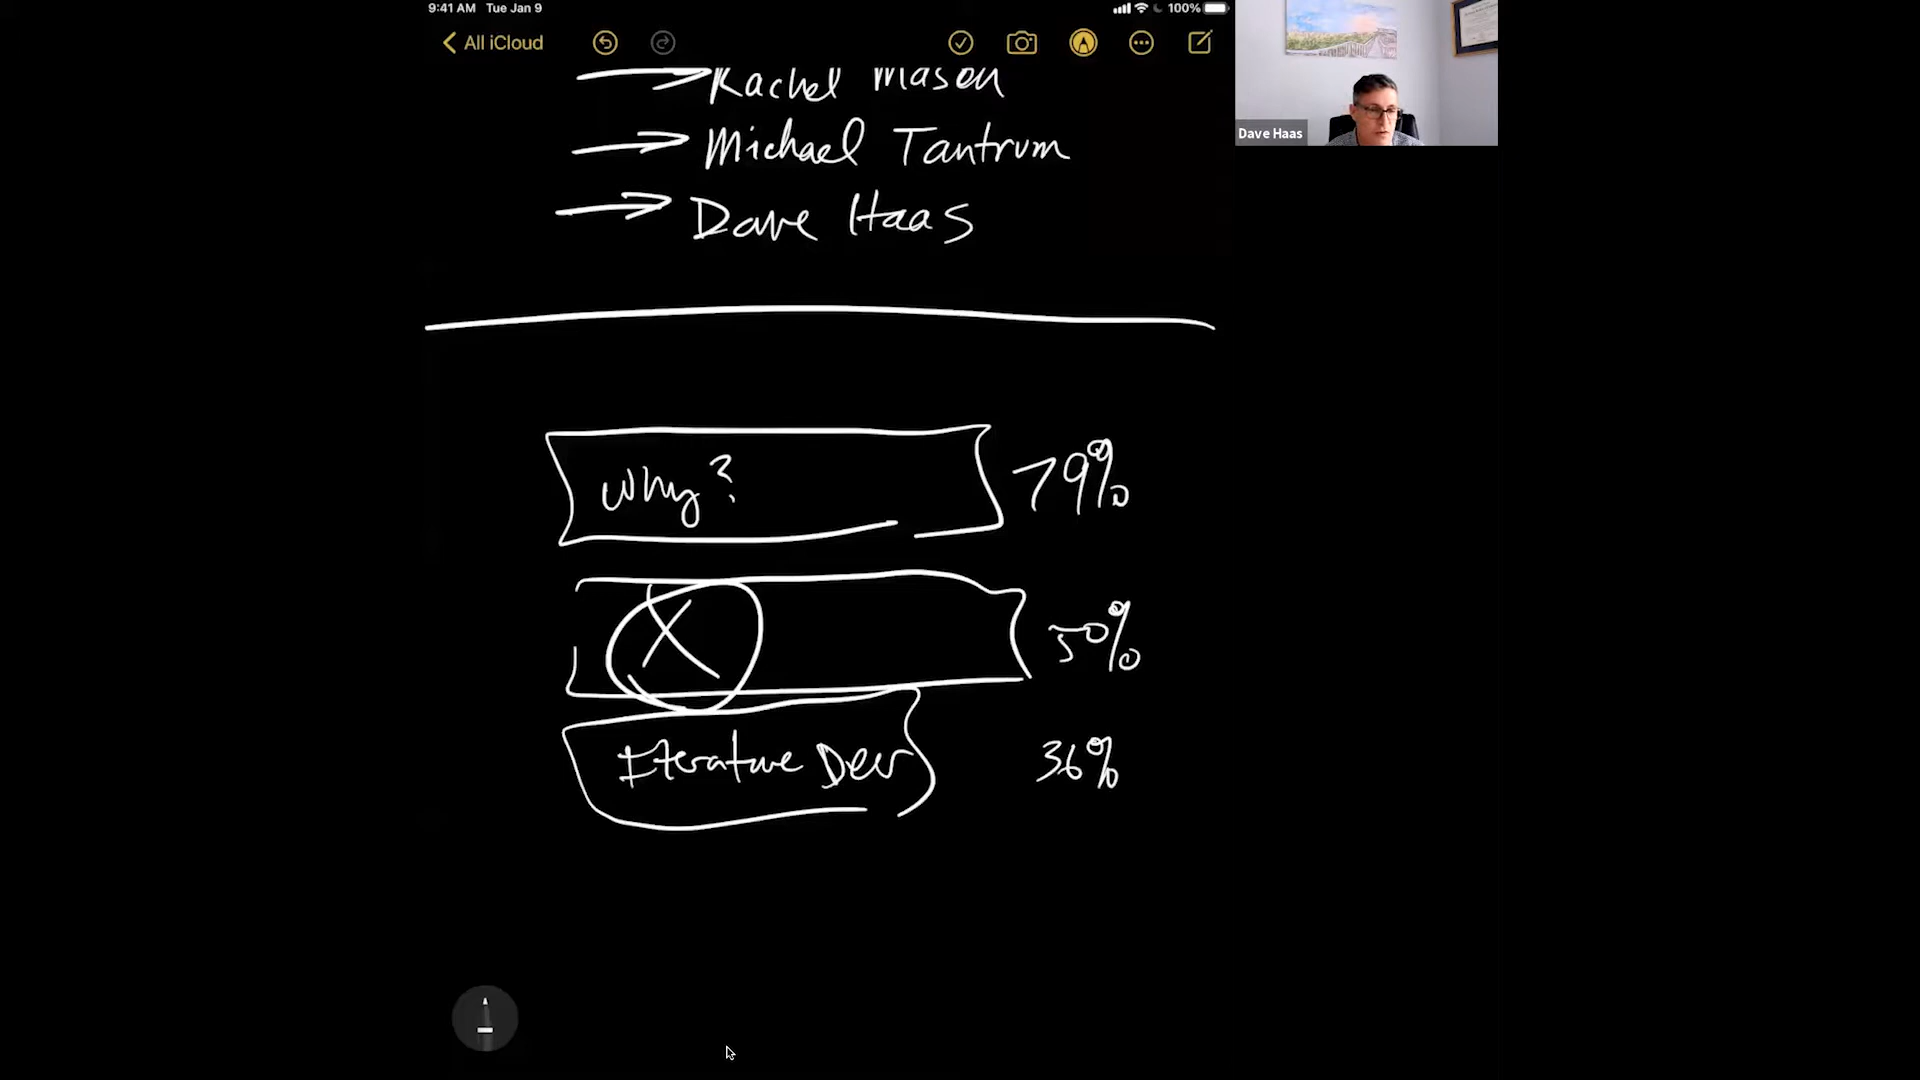 9:41 AM Tue Jan 9 100%
All iCloud
Rachel Mason
Dave Haas
Michael Tantrum
Dave Haas
Why? 79%
X 50%
Iterative Dev 36%